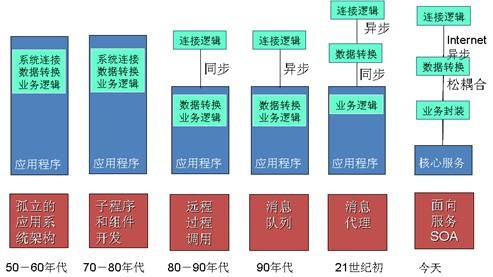 系统连接
数据转换
业务逻辑
应用程序
孤立的
应用系
统架构
50－60年代
系统连接
数据转换
业务逻辑
应用程序
子程序
和组件
开发
70－80年代
连接逻辑
同步
数据转换
业务逻辑
应用程序
远程
过程
调用
80－90年代
连接逻辑
异步
数据转换
业务逻辑
应用程序
消息
队列
90年代
连接逻辑
异步
数据转换
同步
业务逻辑
应用程序
消息
代理
21世纪初
连接逻辑
Internet
异步
数据转换
松耦合
业务封装
核心服务
面向
服务
SOA
今天